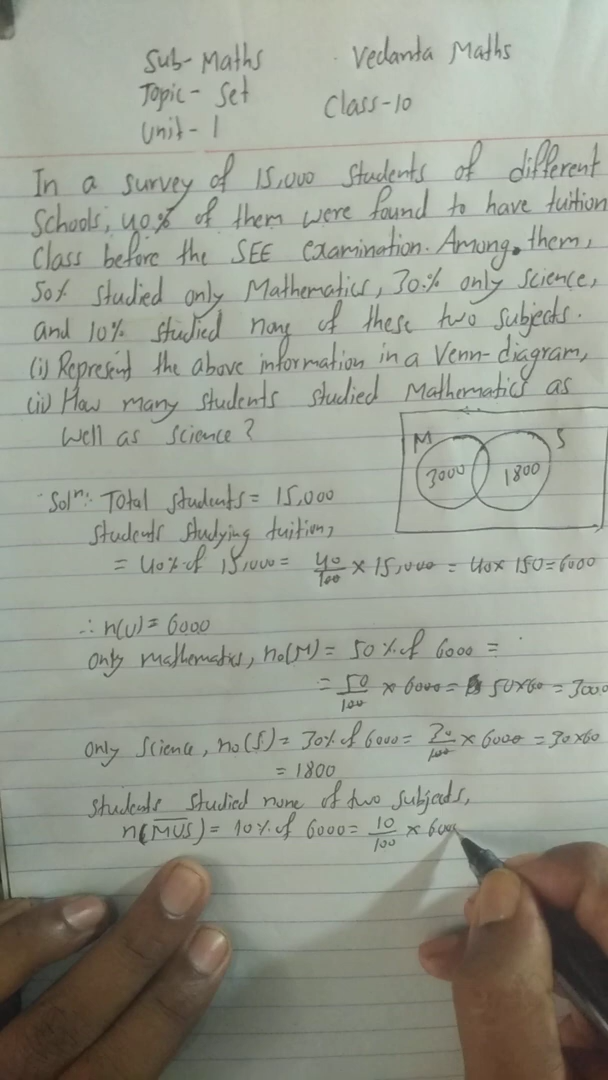 Sub- Maths Vedanta Maths
Topic- Set Class-10
Unit- 1
In a survey of 15,000 students of different
Schools, 40% of them were found to have tuition
Class before the SEE Examination. Among them,
50% studied only Mathematics, 30% only science,
and 10% studied none of these two subjects.
(i) Represent the above information in a Venn-diagram,
(ii) How many students studied Mathematics as
well as science?
M S
3000 1800
Solⁿ:- Total students = 15,000
students studying tuition,
= 40% of 15,000 = 40/100 × 15,000 = 40× 150 = 6000
∴ n(U) = 6000
Only mathematics, n₀(M) = 50% of 6000 =
= 50/100 × 6000 = 50×60 = 3000
Only science, n₀(S) = 30% of 6000 = 30/100 × 6000 = 30×60
= 1800
students studied none of two subjects,
n(M̅U̅S̅) = 10% of 6000 = 10/100 × 600